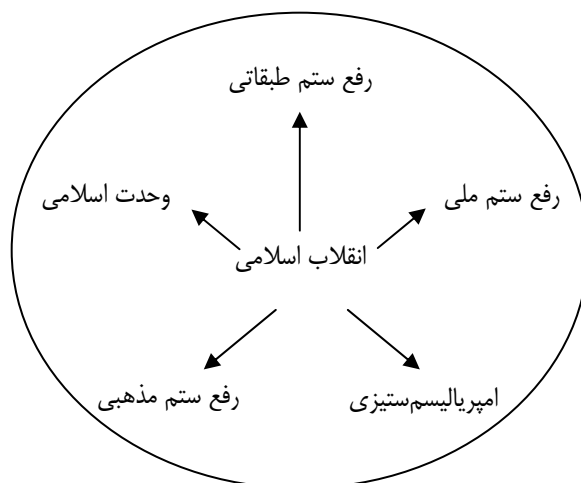 رفع ستم طبقاتی
رفع ستم ملی
وحدت اسلامی
انقلاب اسلامی
امپریالیسم‌ستیزی
رفع ستم مذهبی